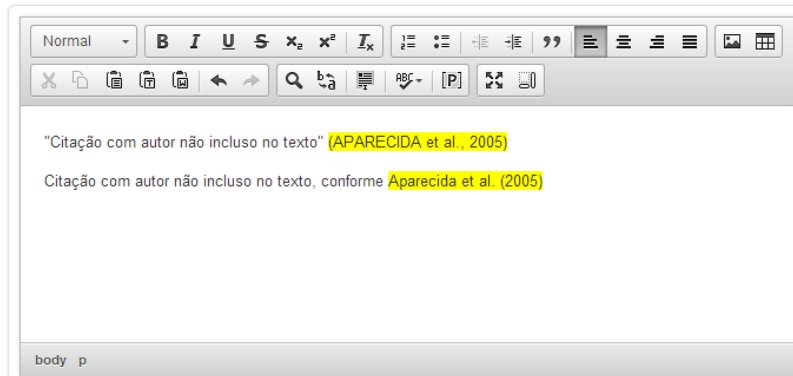 Normal
"Citação com autor não incluso no texto" (APARECIDA et al., 2005)
Citação com autor não incluso no texto, conforme Aparecida et al. (2005)
body p